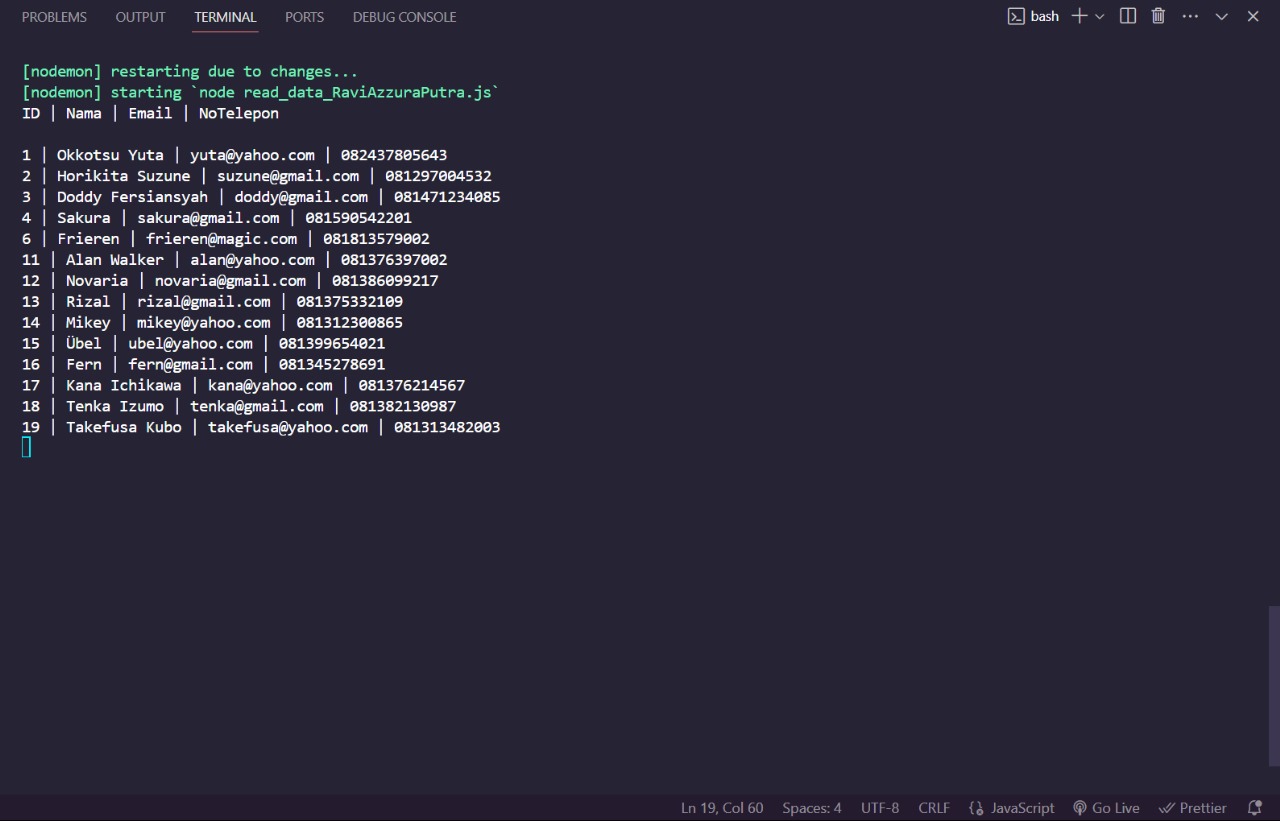 PROBLEMS OUTPUT TERMINAL PORTS DEBUG CONSOLE bash
[nodemon] restarting due to changes...
[nodemon] starting `node read_data_RaviAzzuraPutra.js`
ID | Nama | Email | NoTelepon
1 | Okkotsu Yuta | yuta@yahoo.com | 082437805643
2 | Horikita Suzune | suzune@gmail.com | 081297004532
3 | Doddy Fersiansyah | doddy@gmail.com | 081471234085
4 | Sakura | sakura@gmail.com | 081590542201
6 | Frieren | frieren@magic.com | 081813579002
11 | Alan Walker | alan@yahoo.com | 081376397002
12 | Novaria | novaria@gmail.com | 081386099217
13 | Rizal | rizal@gmail.com | 081375332109
14 | Mikey | mikey@yahoo.com | 081312300865
15 | Übel | ubel@yahoo.com | 081399654021
16 | Fern | fern@gmail.com | 081345278691
17 | Kana Ichikawa | kana@yahoo.com | 081376214567
18 | Tenka Izumo | tenka@gmail.com | 081382130987
19 | Takefusa Kubo | takefusa@yahoo.com | 081313482003
Ln 19, Col 60 Spaces: 4 UTF-8 CRLF JavaScript Go Live Prettier